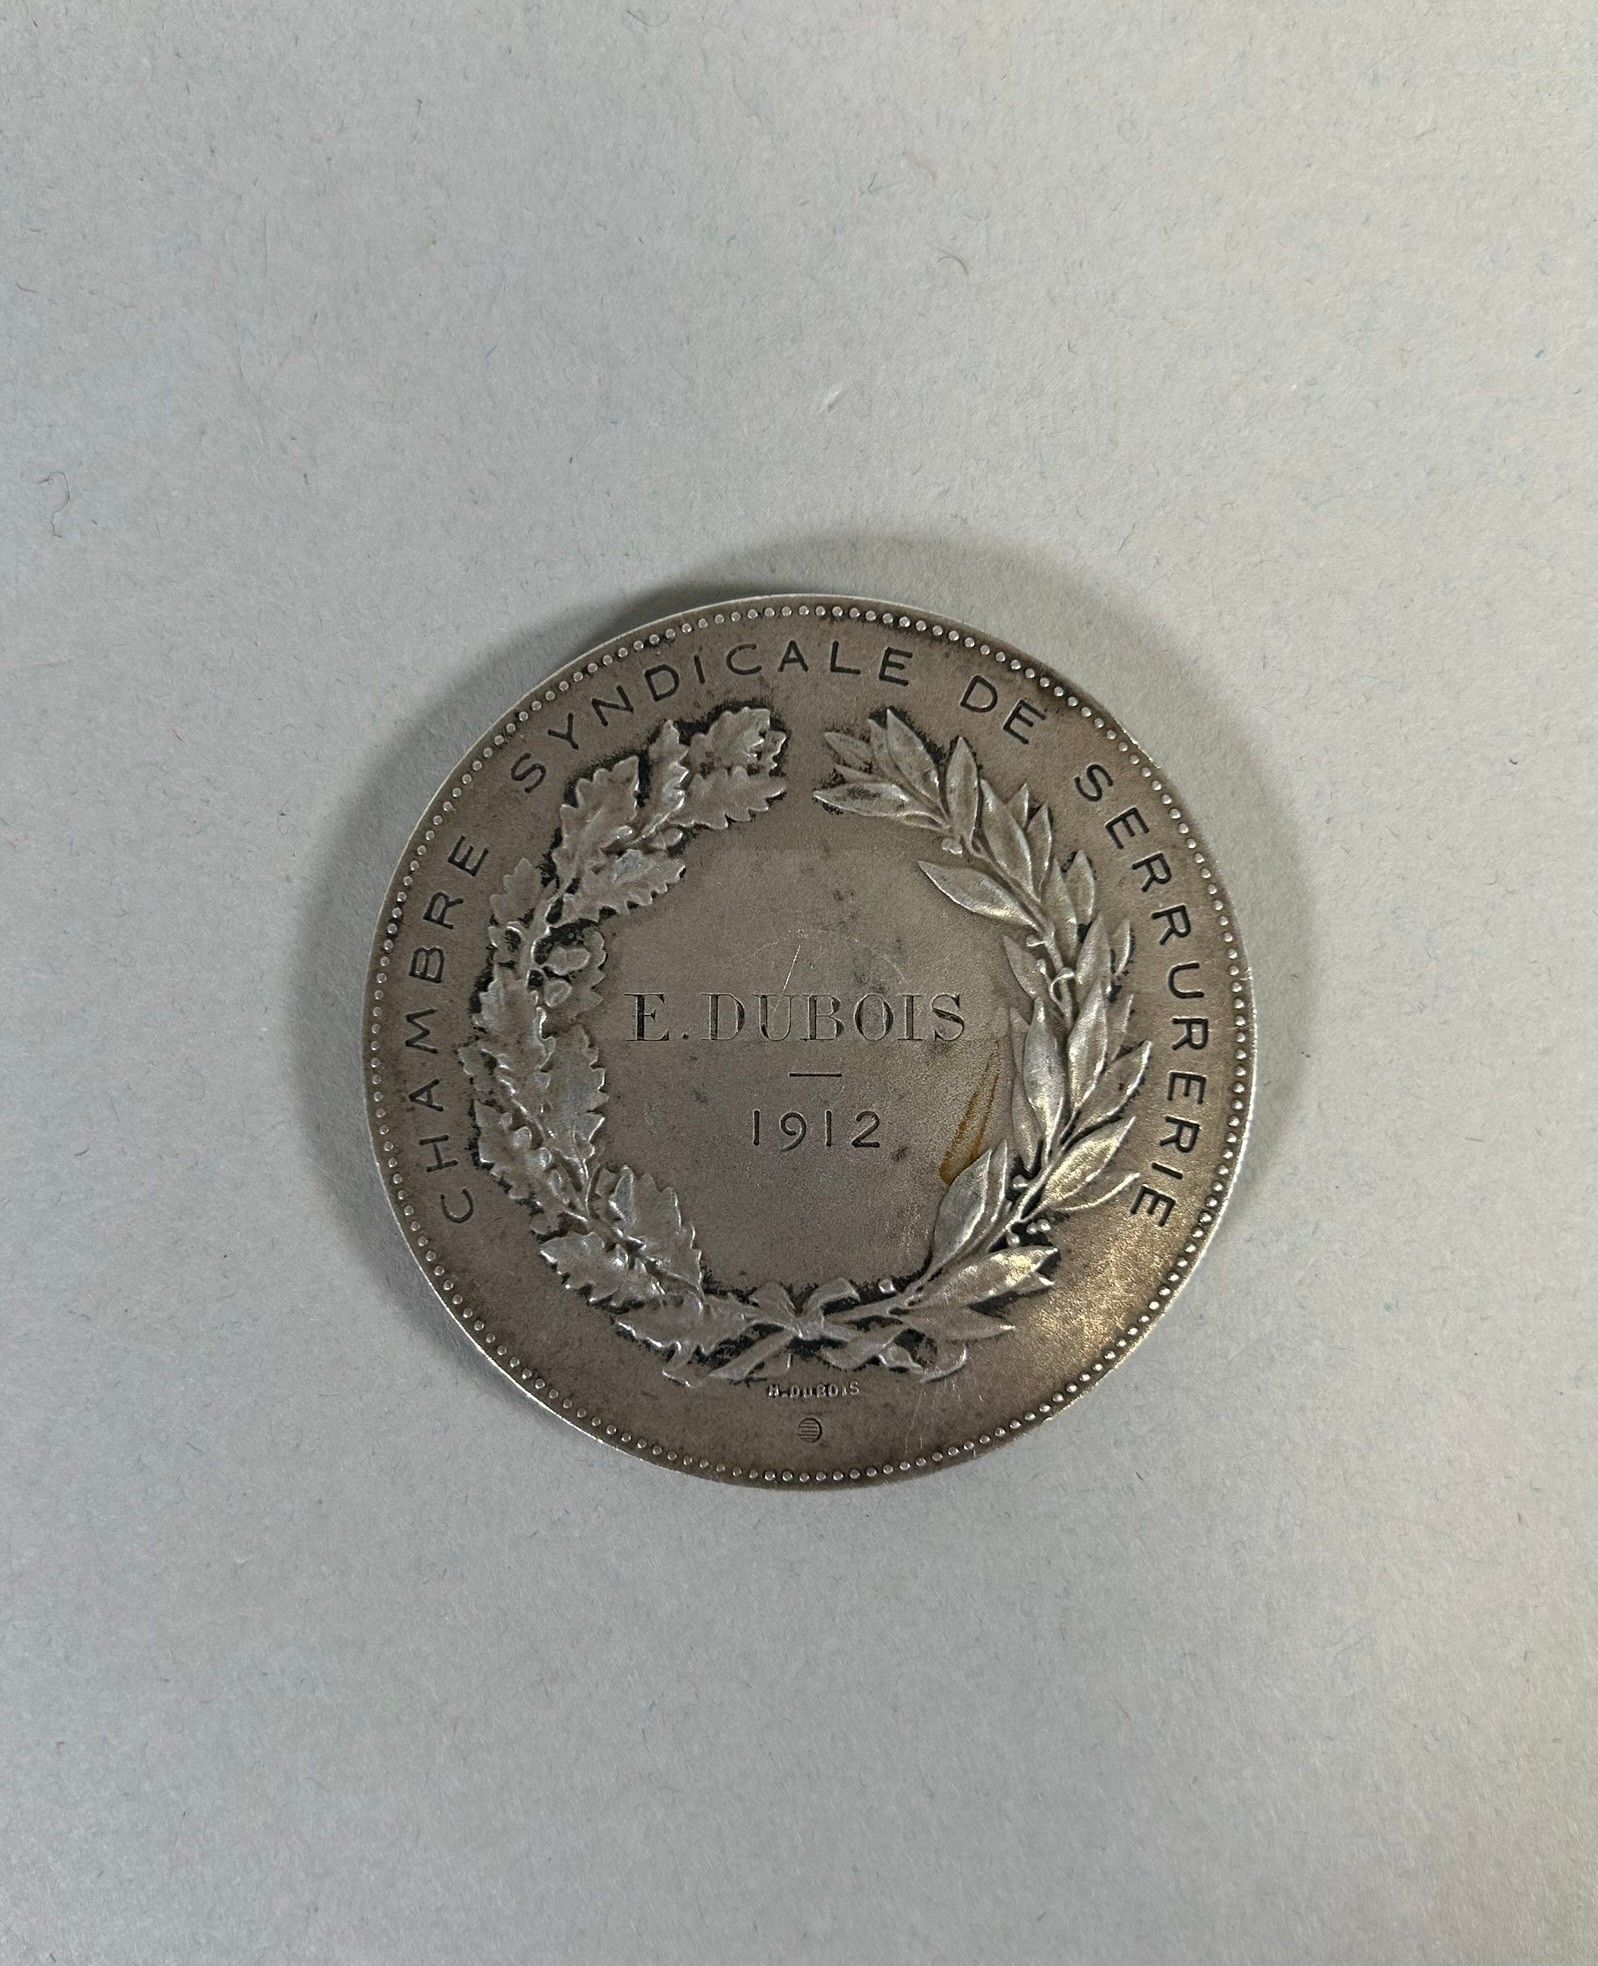 CHAMBRE SYNDICALE DE SERRURERIE
E. DUBOIS
1912
H. DUBOIS